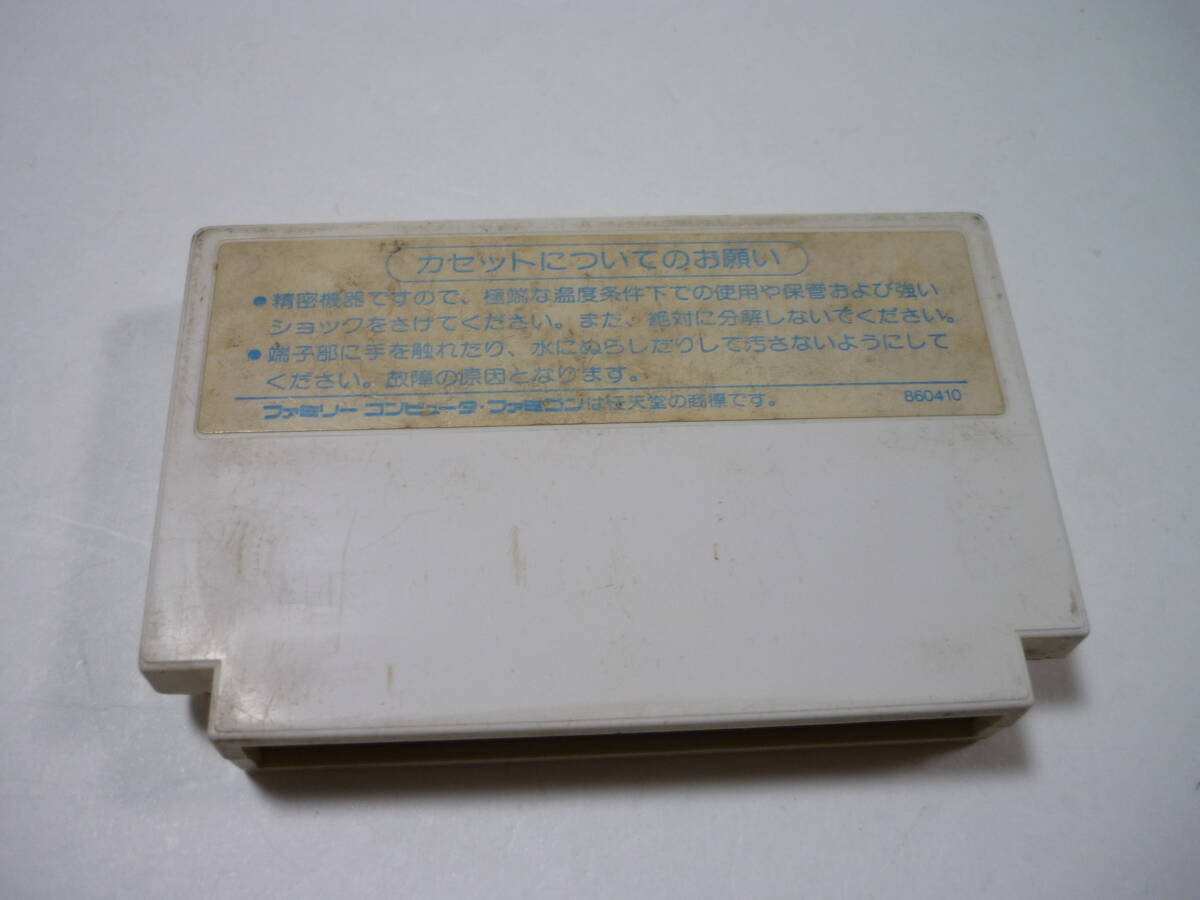 カセットについてのお願い
●精密機器ですので、極端な温度条件下での使用や保管および強い
ショックをさけてください。また、絶対に分解しないでください。
●端子部に手を触れたり、水にぬらしたりして汚さないようにして
ください。故障の原因となります。
ファミリーコンピュータ・ファミコンは任天堂の商標です。 860410